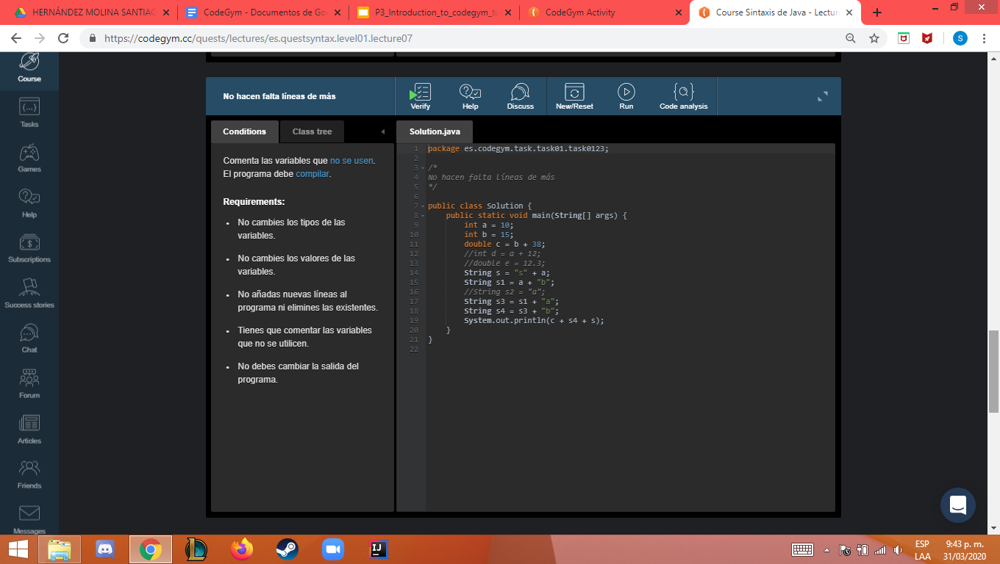 HERNÁNDEZ MOLINA SANTIAG
CodeGym - Documentos de Go
P3_Introduction_to_codegym_t
CodeGym Activity
Course Sintaxis de Java - Lectur
https://codegym.cc/quests/lectures/es.questsyntax.level01.lecture07
S
Course
Tasks
Games
Help
Subscriptions
Success stories
Chat
Forum
Articles
Friends
Messages
No hacen falta líneas de más
Verify
Help
Discuss
New/Reset
Run
Code analysis
Conditions
Class tree
Comenta las variables que no se usen.
El programa debe compilar.
Requirements:
• No cambies los tipos de las
variables.
• No cambies los valores de las
variables.
• No añadas nuevas líneas al
programa ni elimines las existentes.
• Tienes que comentar las variables
que no se utilicen.
• No debes cambiar la salida del
programa.
Solution.java
1 package es.codegym.task.task01.task0123;
2
3 /*
4 No hacen falta líneas de más
5 */
6
7 public class Solution {
8 public static void main(String[] args) {
9 int a = 10;
10 int b = 15;
11 double c = b + 38;
12 //int d = a + 12;
13 //double e = 12.3;
14 String s = "s" + a;
15 String s1 = a + "b";
16 //String s2 = "a";
17 String s3 = s1 + "a";
18 String s4 = s3 + "b";
19 System.out.println(c + s4 + s);
20 }
21 }
22
IJ
ESP
LAA
9:43 p. m.
31/03/2020